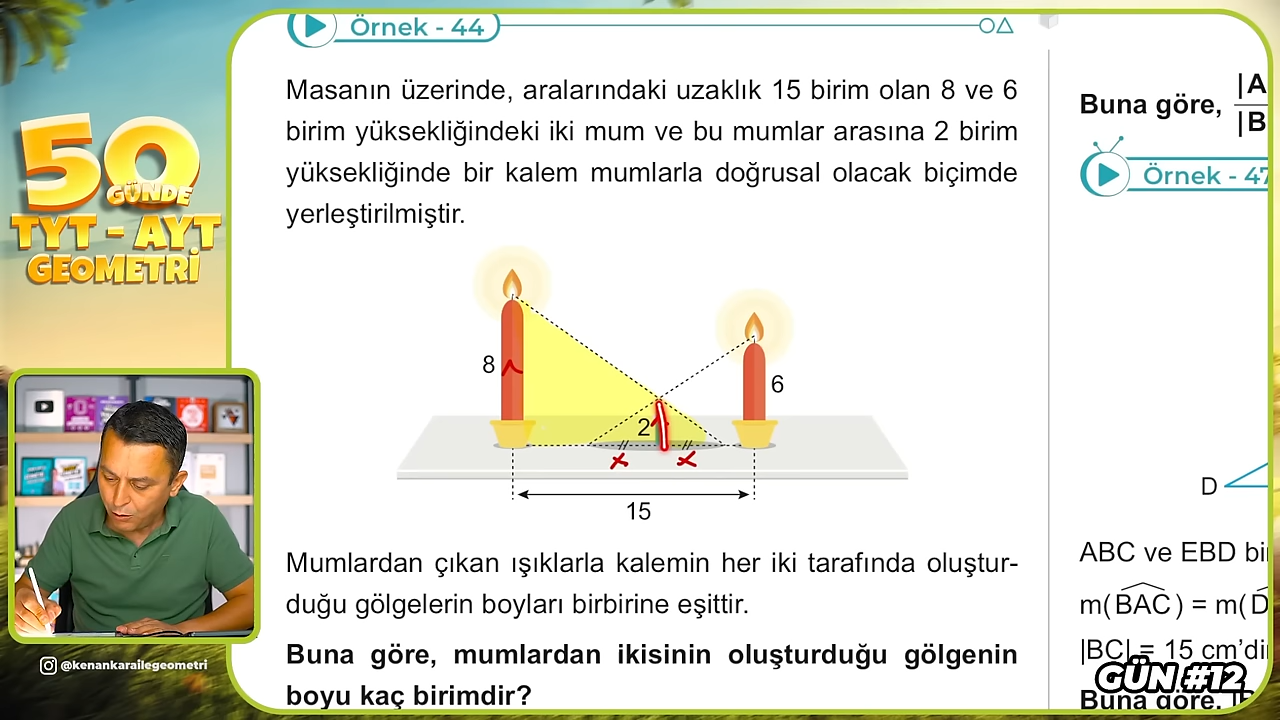 50
GÜNDE
TYT - AYT
GEOMETRİ
Örnek - 44
Masanın üzerinde, aralarındaki uzaklık 15 birim olan 8 ve 6
birim yüksekliğindeki iki mum ve bu mumlar arasına 2 birim
yüksekliğinde bir kalem mumlarla doğrusal olacak biçimde
yerleştirilmiştir.
8
6
2
x x
15
Mumlardan çıkan ışıklarla kalemin her iki tarafında oluştur-
duğu gölgelerin boyları birbirine eşittir.
Buna göre, mumlardan ikisinin oluşturduğu gölgenin
boyu kaç birimdir?
Buna göre, |A
|B
Örnek - 47
D
ABC ve EBD bi
m(BAC) = m(D
|BC| = 15 cm'di
Buna göre,
GÜN #12
@kenankarailegeometri